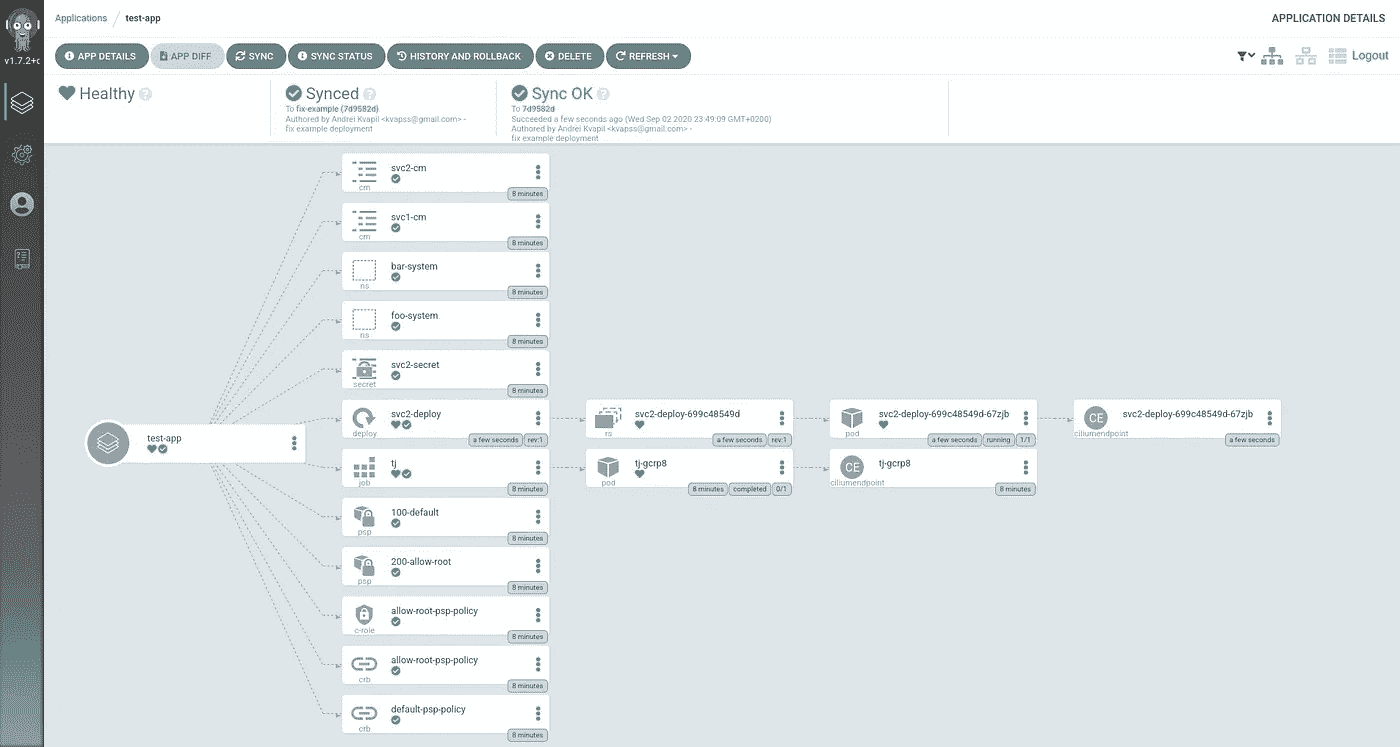 Applications / test-app
APPLICATION DETAILS
v1.7.2+c
APP DETAILS
APP DIFF
SYNC
SYNC STATUS
HISTORY AND ROLLBACK
DELETE
REFRESH
Logout
Healthy
Synced
To fix-example (7d9582d)
Authored by Andrei Kvapil <kvapss@gmail.com> -
fix example deployment
Sync OK
To 7d9582d
Succeeded a few seconds ago (Wed Sep 02 2020 23:49:09 GMT+0200)
Authored by Andrei Kvapil <kvapss@gmail.com> -
fix example deployment
test-app
svc2-cm
cm
8 minutes
svc1-cm
cm
8 minutes
bar-system
ns
8 minutes
foo-system
ns
8 minutes
svc2-secret
secret
8 minutes
svc2-deploy
deploy
a few seconds rev:1
svc2-deploy-699c48549d
rs
a few seconds rev:1
svc2-deploy-699c48549d-67zjb
pod
a few seconds running 1/1
CE
svc2-deploy-699c48549d-67zjb
ciliumendpoint
a few seconds
tj
job
8 minutes
tj-gcrp8
pod
8 minutes completed 0/1
CE
tj-gcrp8
ciliumendpoint
8 minutes
100-default
psp
8 minutes
200-allow-root
psp
8 minutes
allow-root-psp-policy
c-role
8 minutes
allow-root-psp-policy
crb
8 minutes
default-psp-policy
crb
8 minutes